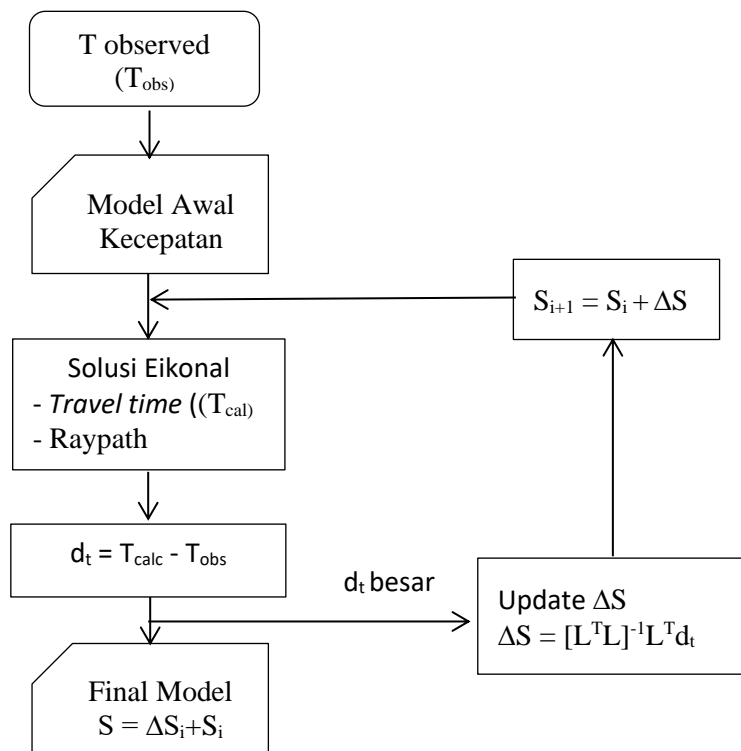 T observed
(Tobs)
Model Awal
Kecepatan
Si+1 = Si + ΔS
Solusi Eikonal
- Travel time ((Tcal)
- Raypath
dt = Tcalc - Tobs
dt besar
Update ΔS
ΔS = [LTL]-1LTdt
Final Model
S = ΔSi+Si